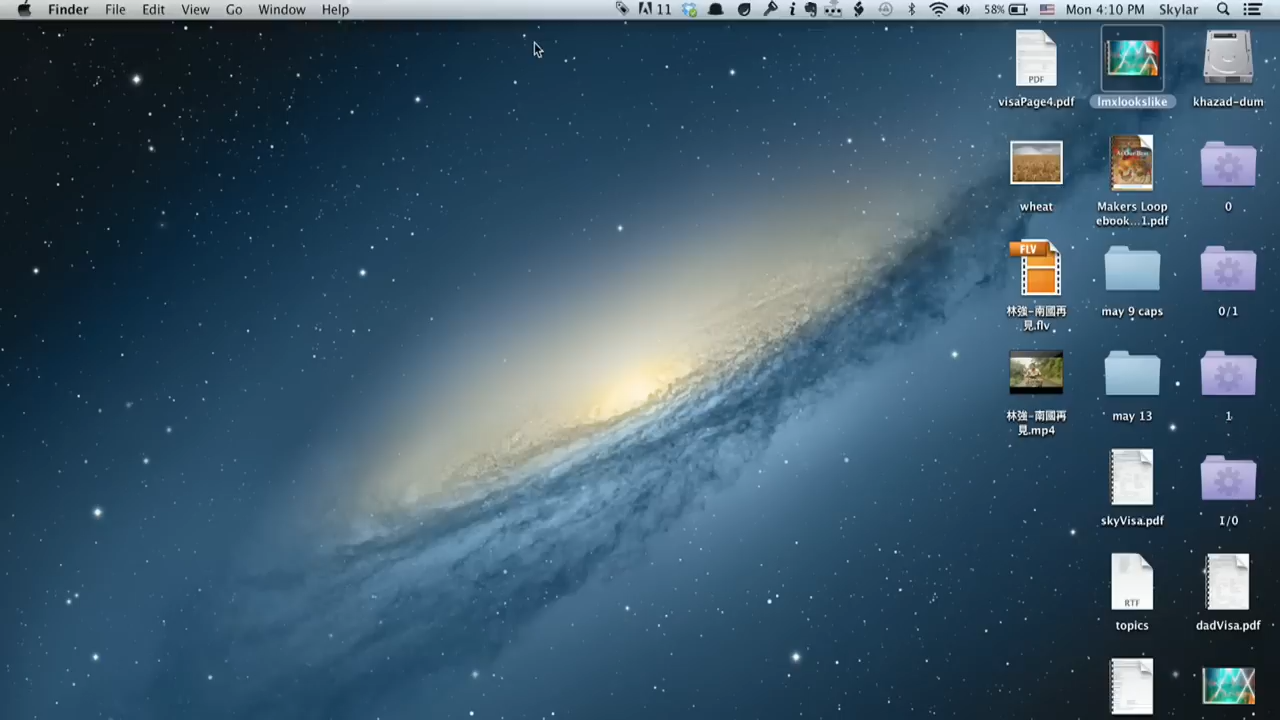 Finder File Edit View Go Window Help 11 58% Mon 4:10 PM Skylar
visaPage4.pdf
lmxlookslike
khazad-dum
PDF
wheat
Makers Loop
ebook...1.pdf
0
FLV
林強-南國再
見.flv
may 9 caps
0/1
林強-南國再
見.mp4
may 13
1
skyVisa.pdf
I/0
RTF
topics
dadVisa.pdf